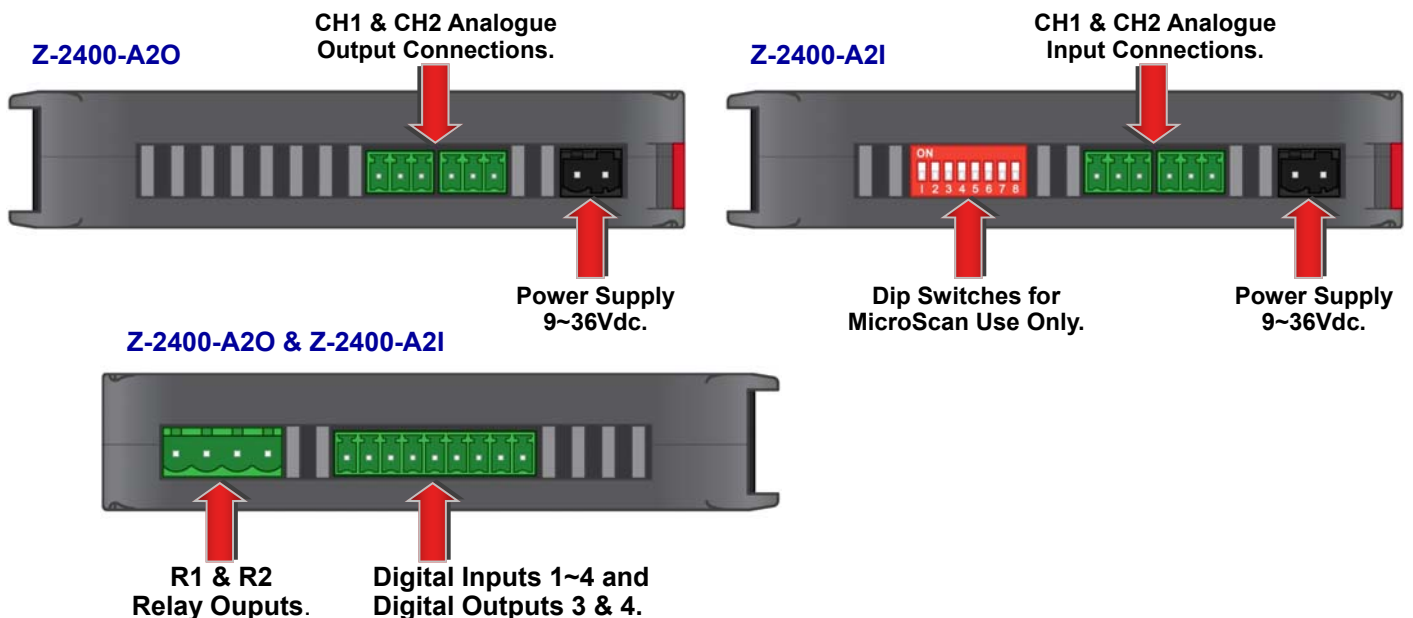 Z-2400-A2O
CH1 & CH2 Analogue
Output Connections.
Power Supply
9~36Vdc.
Z-2400-A2I
CH1 & CH2 Analogue
Input Connections.
ON
1 2 3 4 5 6 7 8
Dip Switches for
MicroScan Use Only.
Power Supply
9~36Vdc.
Z-2400-A2O & Z-2400-A2I
R1 & R2
Relay Ouputs.
Digital Inputs 1~4 and
Digital Outputs 3 & 4.